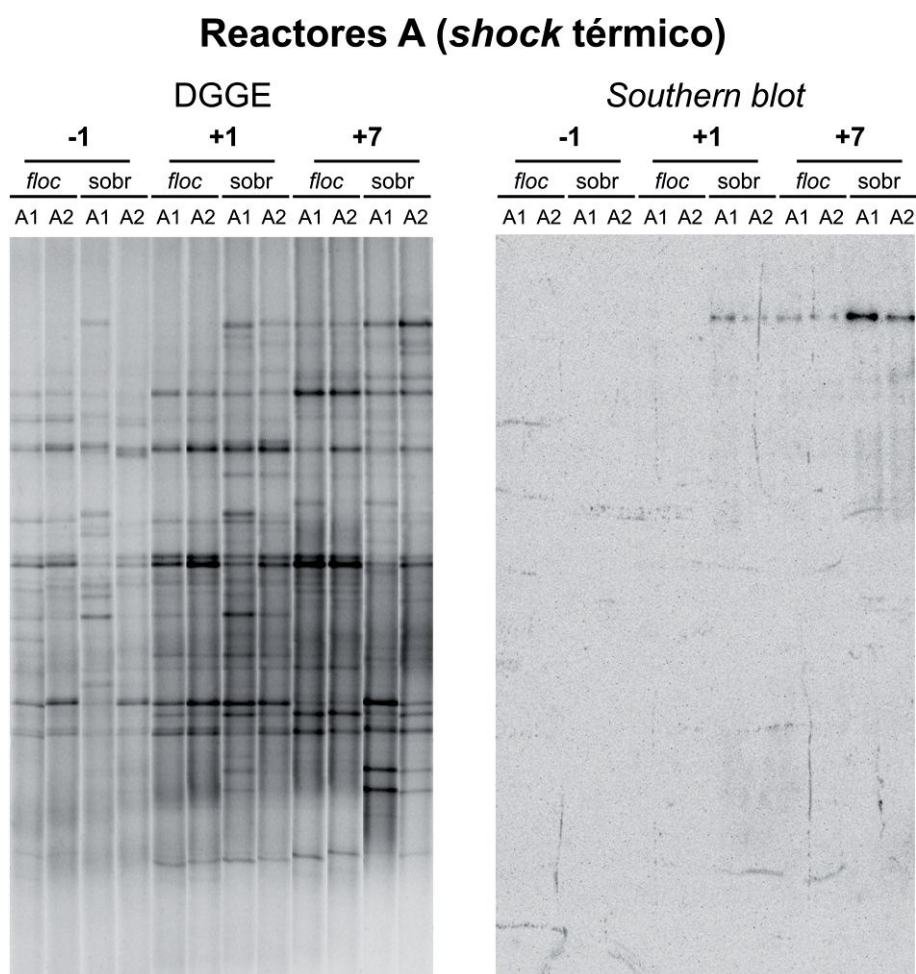 Reactores A (shock térmico)
DGGE Southern blot
-1 +1 +7 -1 +1 +7
floc sobr floc sobr floc sobr floc sobr floc sobr floc sobr
A1 A2 A1 A2 A1 A2 A1 A2 A1 A2 A1 A2 A1 A2 A1 A2 A1 A2 A1 A2 A1 A2 A1 A2